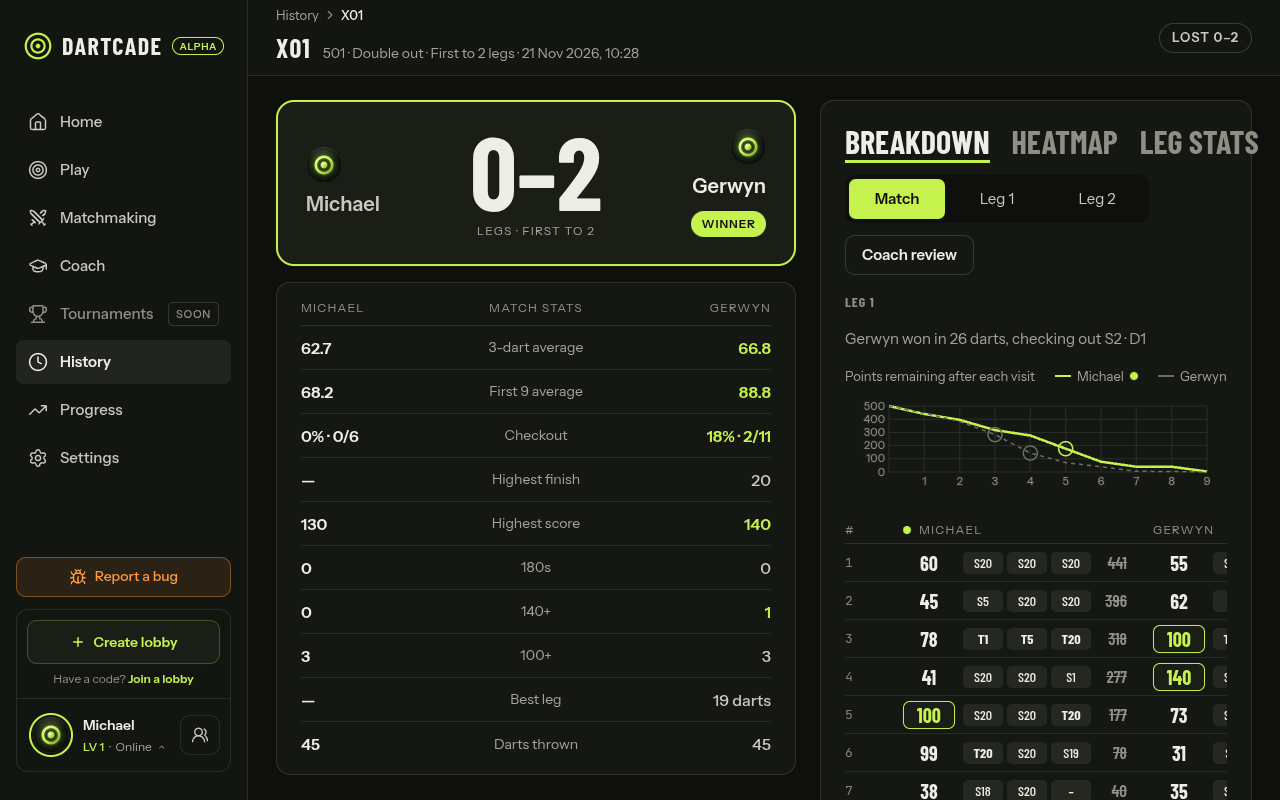 DARTCADE ALPHA
Home
Play
Matchmaking
Coach
Tournaments SOON
History
Progress
Settings
Report a bug
+ Create lobby
Have a code? Join a lobby
Michael
LV 1 · Online
History > X01
X01 501 · Double out · First to 2 legs · 21 Nov 2026, 10:28
LOST 0–2
Michael
0–2
LEGS · FIRST TO 2
Gerwyn
WINNER
MICHAEL MATCH STATS GERWYN
62.7 3-dart average 66.8
68.2 First 9 average 88.8
0% · 0/6 Checkout 18% · 2/11
— Highest finish 20
130 Highest score 140
0 180s 0
0 140+ 1
3 100+ 3
— Best leg 19 darts
45 Darts thrown 45
BREAKDOWN HEATMAP LEG STATS
Match Leg 1 Leg 2
Coach review
LEG 1
Gerwyn won in 26 darts, checking out S2 · D1
Points remaining after each visit Michael Gerwyn
500
400
300
200
100
0
1 2 3 4 5 6 7 8 9
# MICHAEL GERWYN
1 60 S20 S20 S20 441 55
2 45 S5 S20 S20 396 62
3 78 T1 T5 T20 318 100
4 41 S20 S20 S1 277 140
5 100 S20 S20 T20 177 73
6 99 T20 S20 S19 78 31
7 38 S18 S20 – 40 35